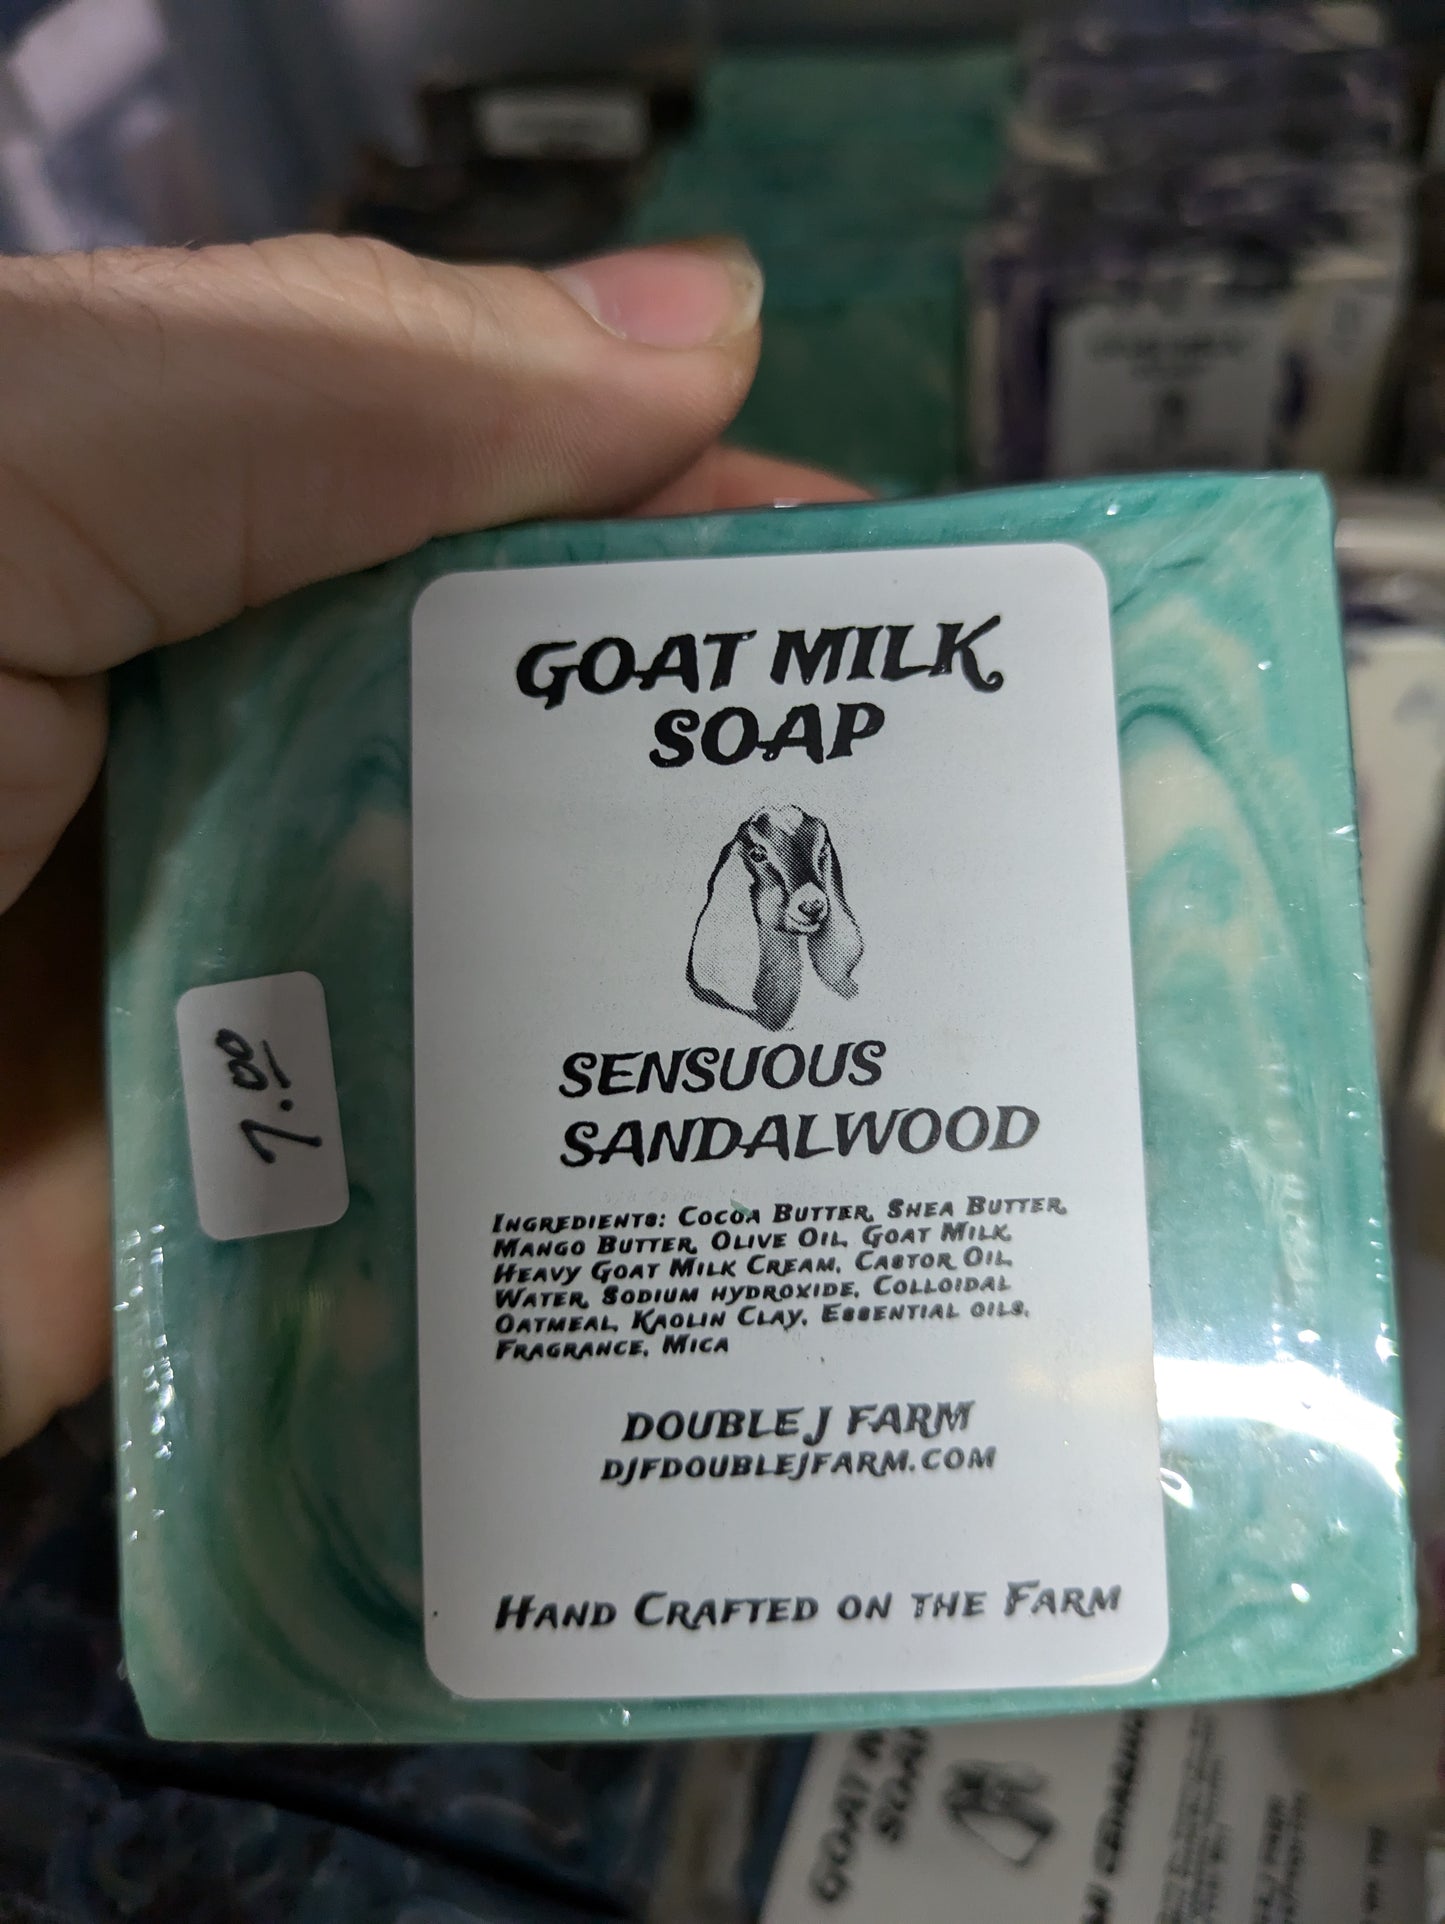 GOAT MILK
SOAP
SENSUOUS
SANDALWOOD
INGREDIENTS: COCOA BUTTER, SHEA BUTTER,
MANGO BUTTER, OLIVE OIL, GOAT MILK,
HEAVY GOAT MILK CREAM, CASTOR OIL,
WATER, SODIUM HYDROXIDE, COLLOIDAL
OATMEAL, KAOLIN CLAY, ESSENTIAL OILS,
FRAGRANCE, MICA
DOUBLE J FARM
DJFDOUBLEJFARM.COM
HAND CRAFTED ON THE FARM
7.00
GOAT
SOAP